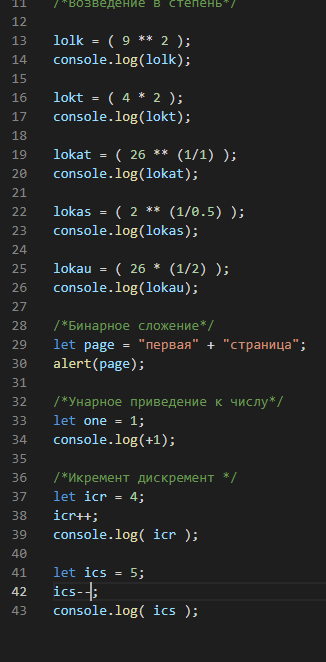 11 /*Возведение в степень*/
12
13 lolk = ( 9 ** 2 );
14 console.log(lolk);
15
16 lokt = ( 4 * 2 );
17 console.log(lokt);
18
19 lokat = ( 26 ** (1/1) );
20 console.log(lokat);
21
22 lokas = ( 2 ** (1/0.5) );
23 console.log(lokas);
24
25 lokau = ( 26 * (1/2) );
26 console.log(lokau);
27
28 /*Бинарное сложение*/
29 let page = "первая" + "страница";
30 alert(page);
31
32 /*Унарное приведение к числу*/
33 let one = 1;
34 console.log(+1);
35
36 /*Икремент дискремент */
37 let icr = 4;
38 icr++;
39 console.log( icr );
40
41 let ics = 5;
42 ics--;
43 console.log( ics );